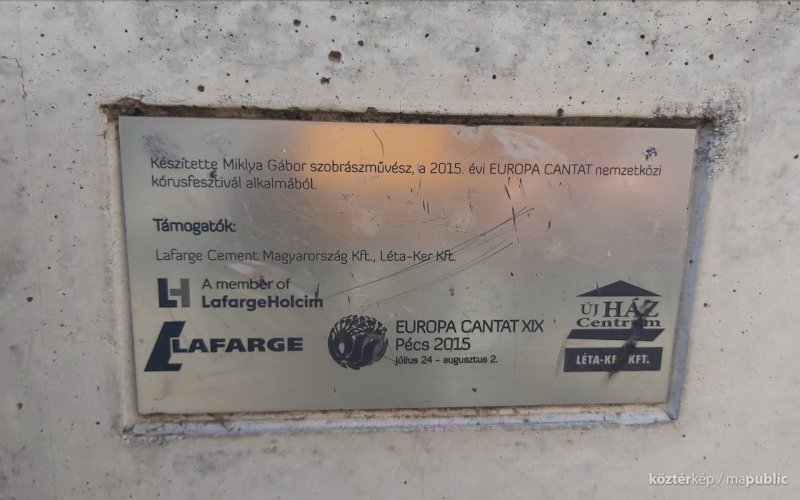 Készítette Miklya Gábor szobrászművész, a 2015. évi EUROPA CANTAT nemzetközi
kórusfesztivál alkalmából.
Támogatók:
Lafarge Cement Magyarország Kft., Léta-Ker Kft.
LH A member of
LafargeHolcim
LAFARGE
EUROPA CANTAT XIX
Pécs 2015
július 24 - augusztus 2.
ÚJ HÁZ
Centrum
LÉTA-KER KFT.
köztérkép / mapublic